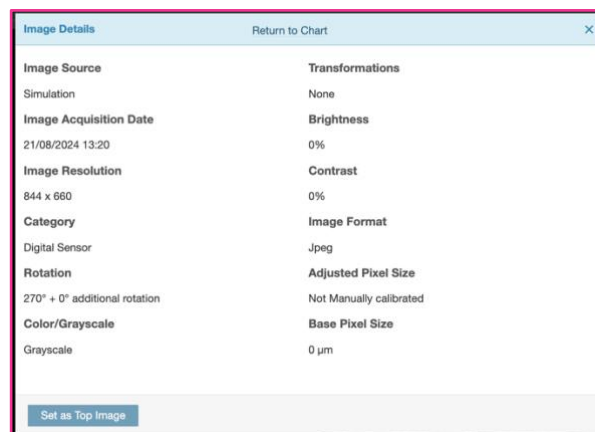 Image Details
Return to Chart
×
Image Source
Simulation
Image Acquisition Date
21/08/2024 13:20
Image Resolution
844 x 660
Category
Digital Sensor
Rotation
270° + 0° additional rotation
Color/Grayscale
Grayscale
Transformations
None
Brightness
0%
Contrast
0%
Image Format
Jpeg
Adjusted Pixel Size
Not Manually calibrated
Base Pixel Size
0 µm
Set as Top Image